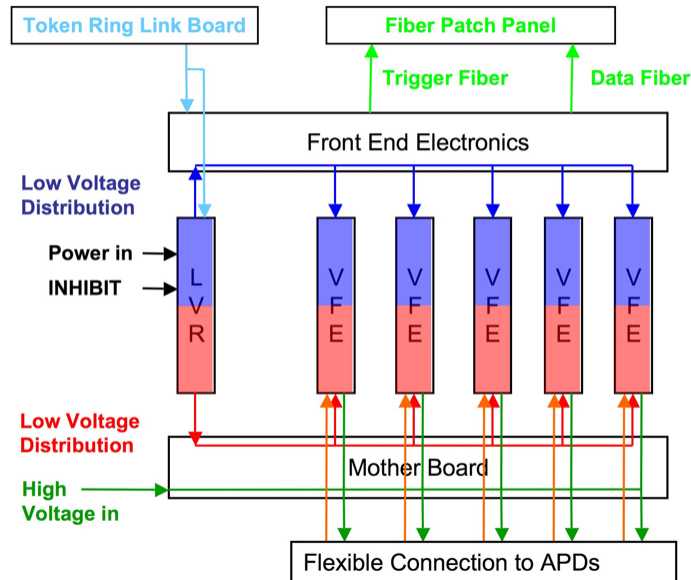 Token Ring Link Board
Fiber Patch Panel
Trigger Fiber
Data Fiber
Front End Electronics
Low Voltage
Distribution
Power in
INHIBIT
L
V
R
V
F
E
V
F
E
V
F
E
V
F
E
V
F
E
Low Voltage
Distribution
Mother Board
High
Voltage in
Flexible Connection to APDs